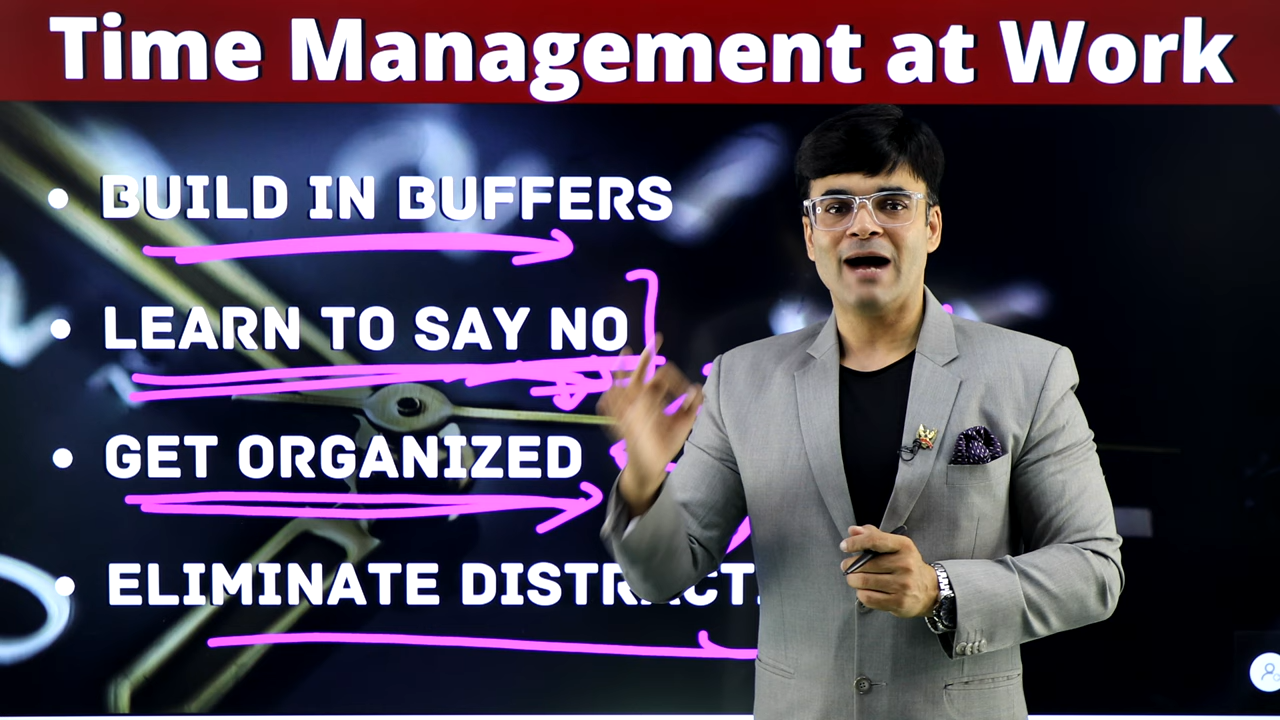 Time Management at Work
• BUILD IN BUFFERS
• LEARN TO SAY NO
• GET ORGANIZED
• ELIMINATE